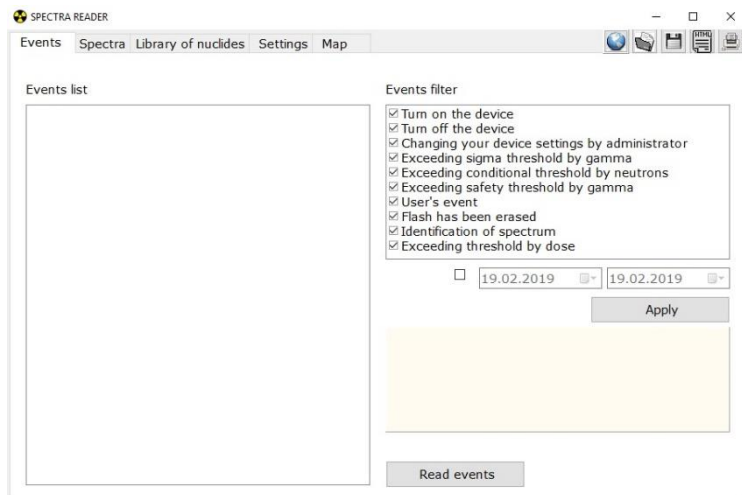 SPECTRA READER
Events Spectra Library of nuclides Settings Map
HTML
Events list
Events filter
Turn on the device
Turn off the device
Changing your device settings by administrator
Exceeding sigma threshold by gamma
Exceeding conditional threshold by neutrons
Exceeding safety threshold by gamma
User's event
Flash has been erased
Identification of spectrum
Exceeding threshold by dose
19.02.2019 19.02.2019
Apply
Read events